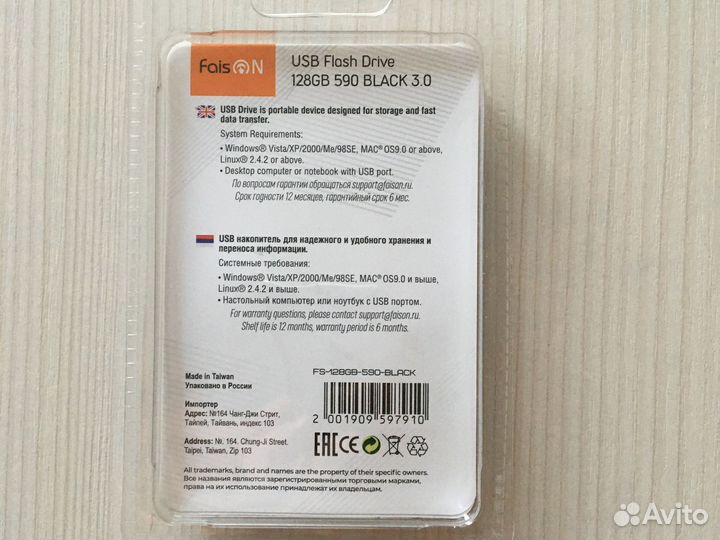 FaisON
USB Flash Drive
128GB 590 BLACK 3.0
USB Drive is portable device designed for storage and fast
data transfer.
System Requirements:
• Windows® Vista/XP/2000/Me/98SE, MAC® OS9.0 or above,
Linux® 2.4.2 or above.
• Desktop computer or notebook with USB port.
По вопросам гарантии обращаться support@faison.ru.
Срок годности 12 месяцев, гарантийный срок 6 мес.
USB накопитель для надежного и удобного хранения и
переноса информации.
Системные требования:
• Windows® Vista/XP/2000/Me/98SE, MAC® OS9.0 и выше,
Linux® 2.4.2 и выше.
• Настольный компьютер или ноутбук с USB портом.
For warranty questions, please contact support@faison.ru.
Shelf life is 12 months, warranty period is 6 months.
Made in Taiwan
Упаковано в России
Импортер
Адрес: №164 Чанг-Джи Стрит,
Тайпей, Тайвань, индекс 103
Address: №. 164. Chung-Ji Street.
Taipei, Taiwan, Zip 103
FS-128GB-590-BLACK
2 001909 597910
EAC CE
All trademarks, brand and names are the property of their specific owners.
Все названия являются зарегистрированными торговыми марками,
права на их использование принадлежат их владельцам.
Avito